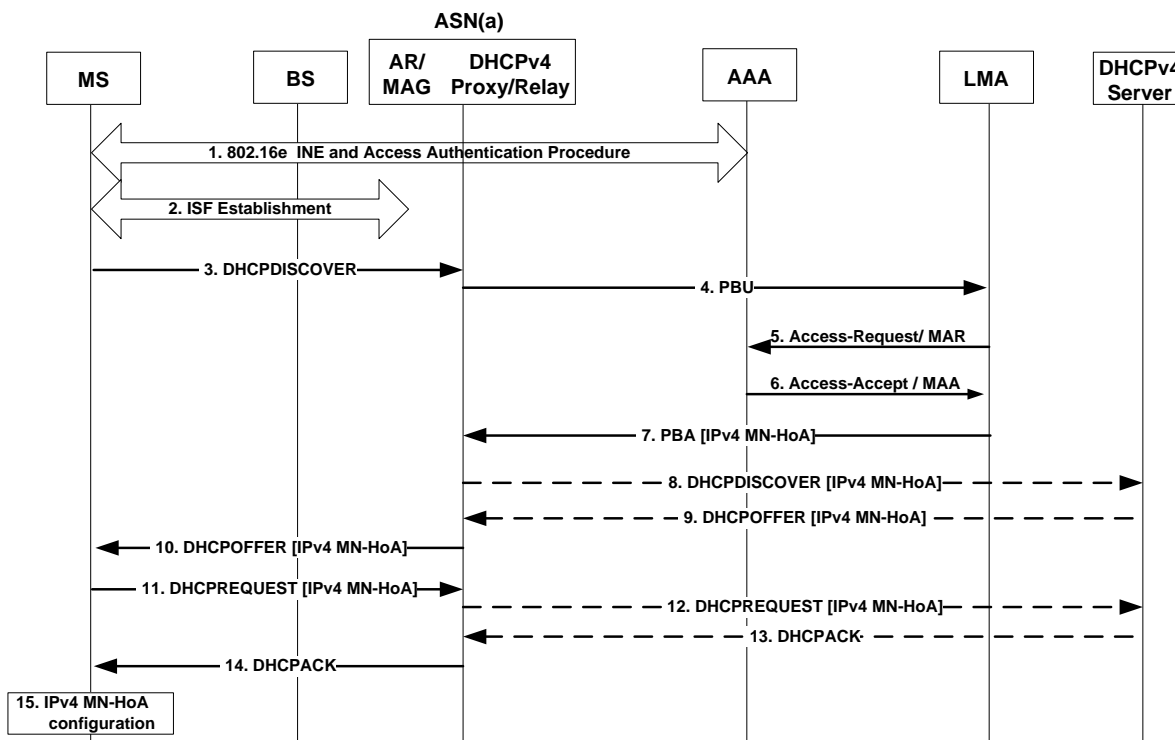 ASN(a)
MS
BS
AR/ DHCPv4
MAG Proxy/Relay
AAA
LMA
DHCPv4
Server
1. 802.16e INE and Access Authentication Procedure
2. ISF Establishment
3. DHCPDISCOVER
4. PBU
5. Access-Request/ MAR
6. Access-Accept / MAA
7. PBA [IPv4 MN-HoA]
8. DHCPDISCOVER [IPv4 MN-HoA]
9. DHCPOFFER [IPv4 MN-HoA]
10. DHCPOFFER [IPv4 MN-HoA]
11. DHCPREQUEST [IPv4 MN-HoA]
12. DHCPREQUEST [IPv4 MN-HoA]
13. DHCPACK
14. DHCPACK
15. IPv4 MN-HoA
configuration